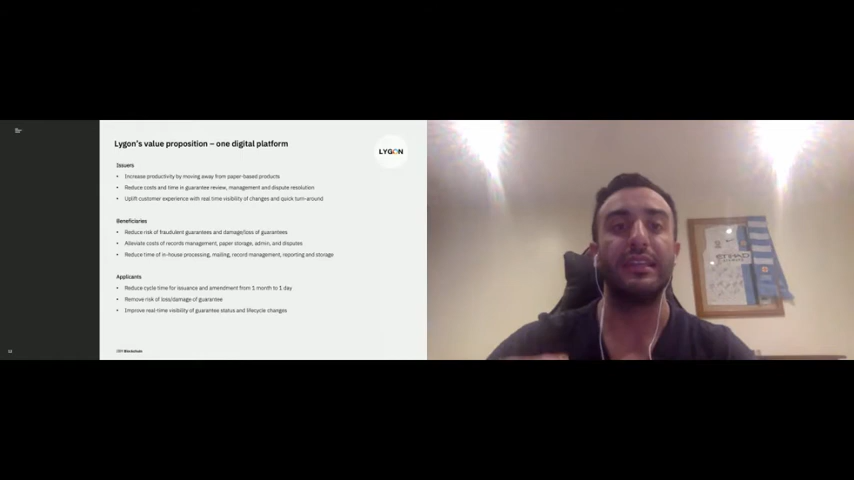 Lygon's value proposition – one digital platform
LYGON
Issuers
• Increase productivity by moving away from paper-based products
• Reduce costs and time in guarantee review, management and dispute resolution
• Uplift customer experience with real time visibility of changes and quick turn-around
Beneficiaries
• Reduce risk of fraudulent guarantees and damage/loss of guarantees
• Alleviate costs of records management, paper storage, admin, and disputes
• Reduce time of in-house processing, mailing, record management, reporting and storage
Applicants
• Reduce cycle time for issuance and amendment from 1 month to 1 day
• Remove risk of loss/damage of guarantee
• Improve real time visibility of guarantee status and lifecycle changes
Blockchain
ETIHAD